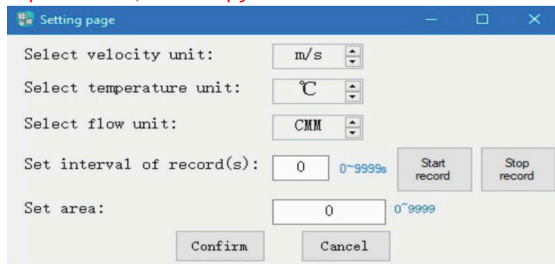 Setting page
Select velocity unit: m/s
Select temperature unit: ℃
Select flow unit: CMM
Set interval of record(s): 0 0~9999s Start record Stop record
Set area: 0 0~9999
Confirm Cancel